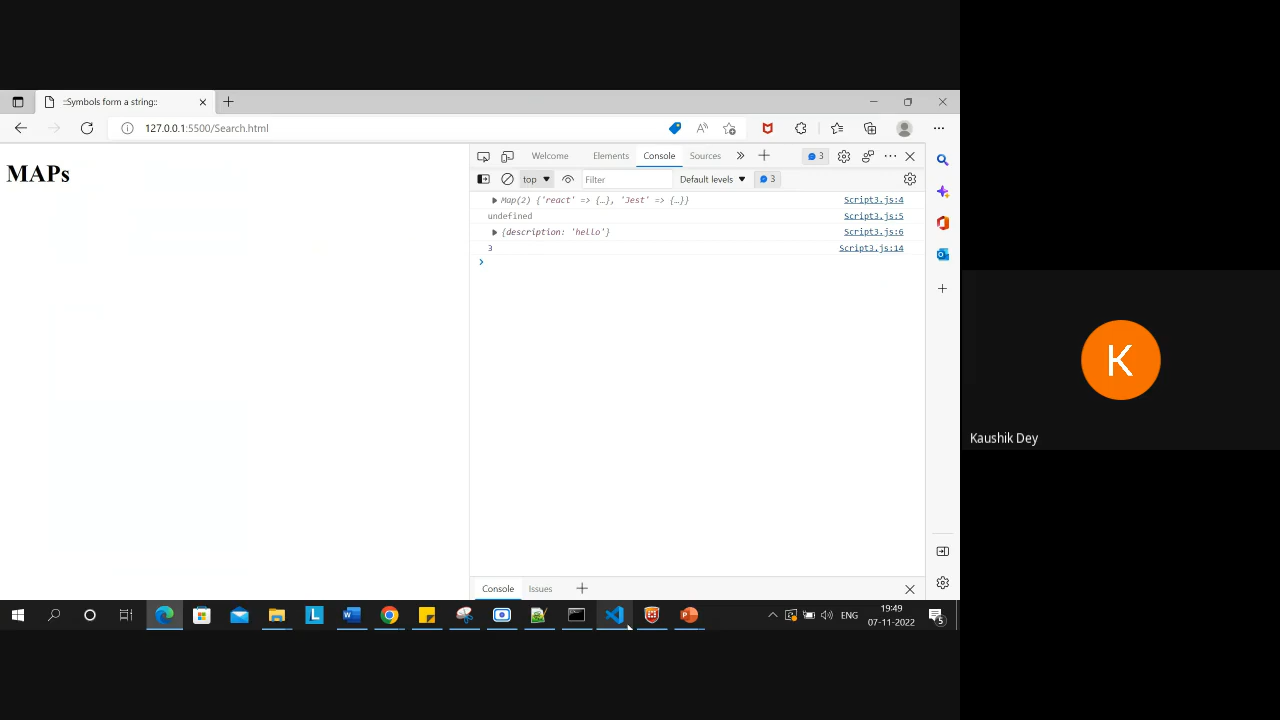 ::Symbols form a string::
127.0.0.1:5500/Search.html
MAPs
Welcome Elements Console Sources 3
top Filter Default levels 3
Map(2) {'react' => {…}, 'Jest' => {…}} Script3.js:4
undefined Script3.js:5
{description: 'hello'} Script3.js:6
3 Script3.js:14
Console Issues
ENG 19:49
07-11-2022 5
K
Kaushik Dey